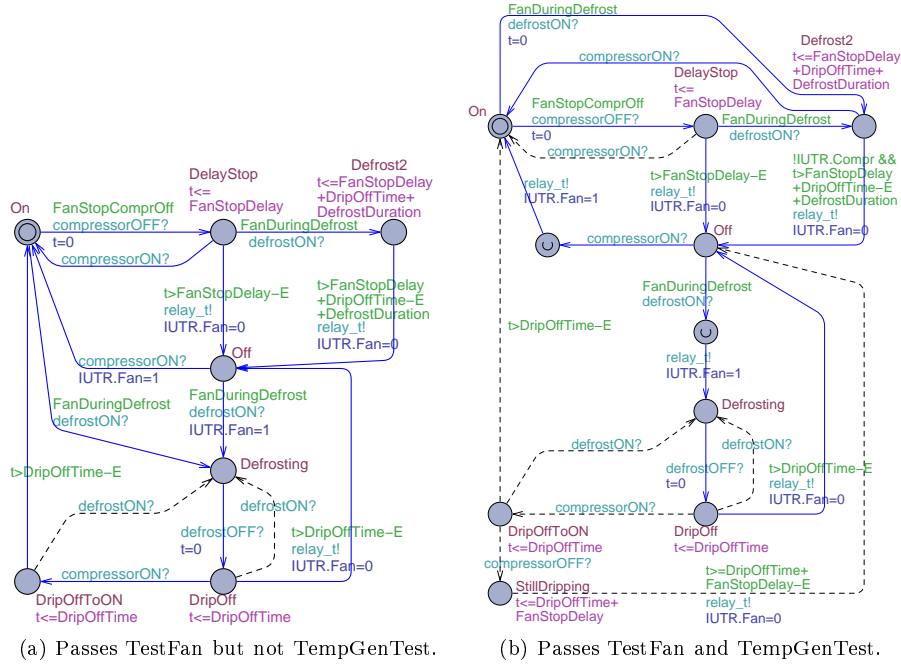 On
FanStopComprOff
compressorOFF?
t=0
compressorON?
DelayStop
t<=
FanStopDelay
FanDuringDefrost
defrostON?
Defrost2
t<=FanStopDelay
+DripOffTime+
DefrostDuration
t>FanStopDelay−E
relay_t!
IUTR.Fan=0
t>FanStopDelay
+DripOffTime−E
+DefrostDuration
relay_t!
IUTR.Fan=0
Off
compressorON?
IUTR.Fan=1
FanDuringDefrost
defrostON?
FanDuringDefrost
defrostON?
IUTR.Fan=1
Defrosting
t>DripOffTime−E
defrostON?
defrostON?
defrostOFF?
t=0
t>DripOffTime−E
relay_t!
IUTR.Fan=0
compressorON?
DripOffToON
t<=DripOffTime
DripOff
t<=DripOffTime
(a) Passes TestFan but not TempGenTest.
FanDuringDefrost
defrostON?
t=0
compressorON?
Defrost2
t<=FanStopDelay
+DripOffTime+
DefrostDuration
DelayStop
t<=
FanStopDelay
On
FanStopComprOff
compressorOFF?
t=0
compressorON?
FanDuringDefrost
defrostON?
relay_t!
IUTR.Fan=1
t>FanStopDelay−E
relay_t!
IUTR.Fan=0
!IUTR.Compr &&
t>FanStopDelay
+DripOffTime−E
+DefrostDuration
relay_t!
IUTR.Fan=0
Off
compressorON?
FanDuringDefrost
defrostON?
t>DripOffTime−E
relay_t!
IUTR.Fan=1
Defrosting
defrostON?
defrostON?
defrostOFF?
t=0
t>DripOffTime−E
relay_t!
IUTR.Fan=0
compressorON?
DripOffToON
t<=DripOffTime
DripOff
t<=DripOffTime
compressorOFF?
StillDripping
t<=DripOffTime+
FanStopDelay
t>=DripOffTime+
FanStopDelay−E
relay_t!
IUTR.Fan=0
(b) Passes TestFan and TempGenTest.